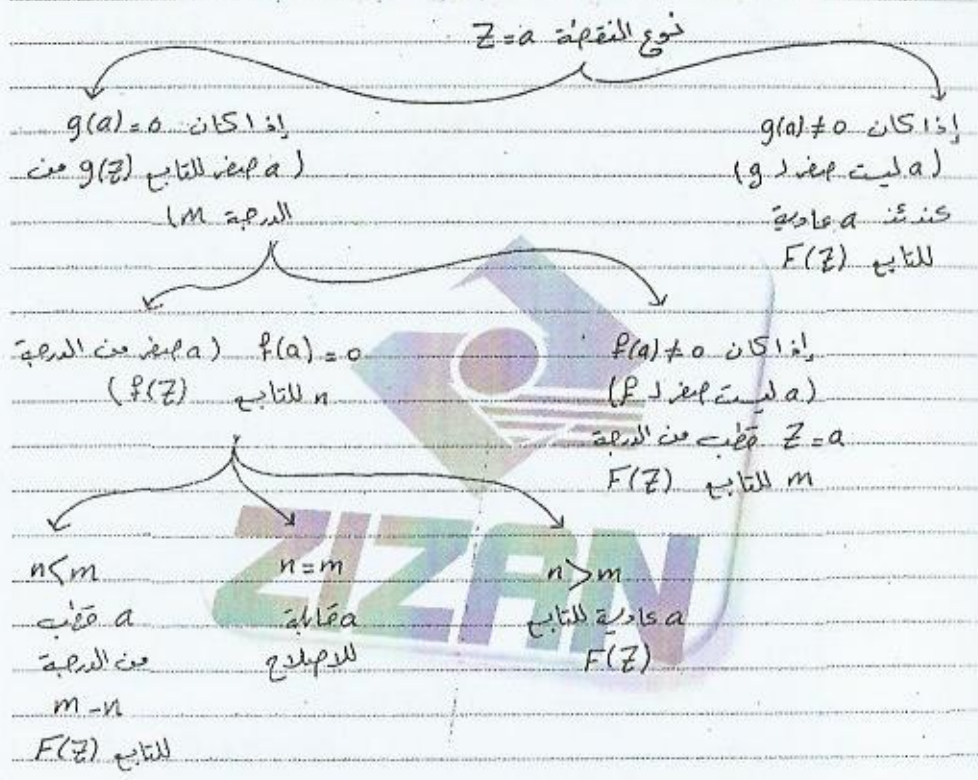 نوع النقطة Z=a
إذا كان g(a)≠0
(a ليست صفر لـ g)
عندئذ a عادية
للتابع F(Z)
إذا كان g(a)=0
(a صفر للتابع g(Z) من
الدرجة m)
إذا كان f(a)≠0
(a ليست صفر لـ f)
Z=a قطب من الدرجة
m للتابع F(Z)
f(a)=0 (a صفر من الدرجة
n للتابع f(Z))
n>m
a عادية للتابع
F(Z)
n=m
a قابلة
للاصلاح
n<m
a قطب
من الدرجة
m-n
للتابع F(Z)
ZIZAN